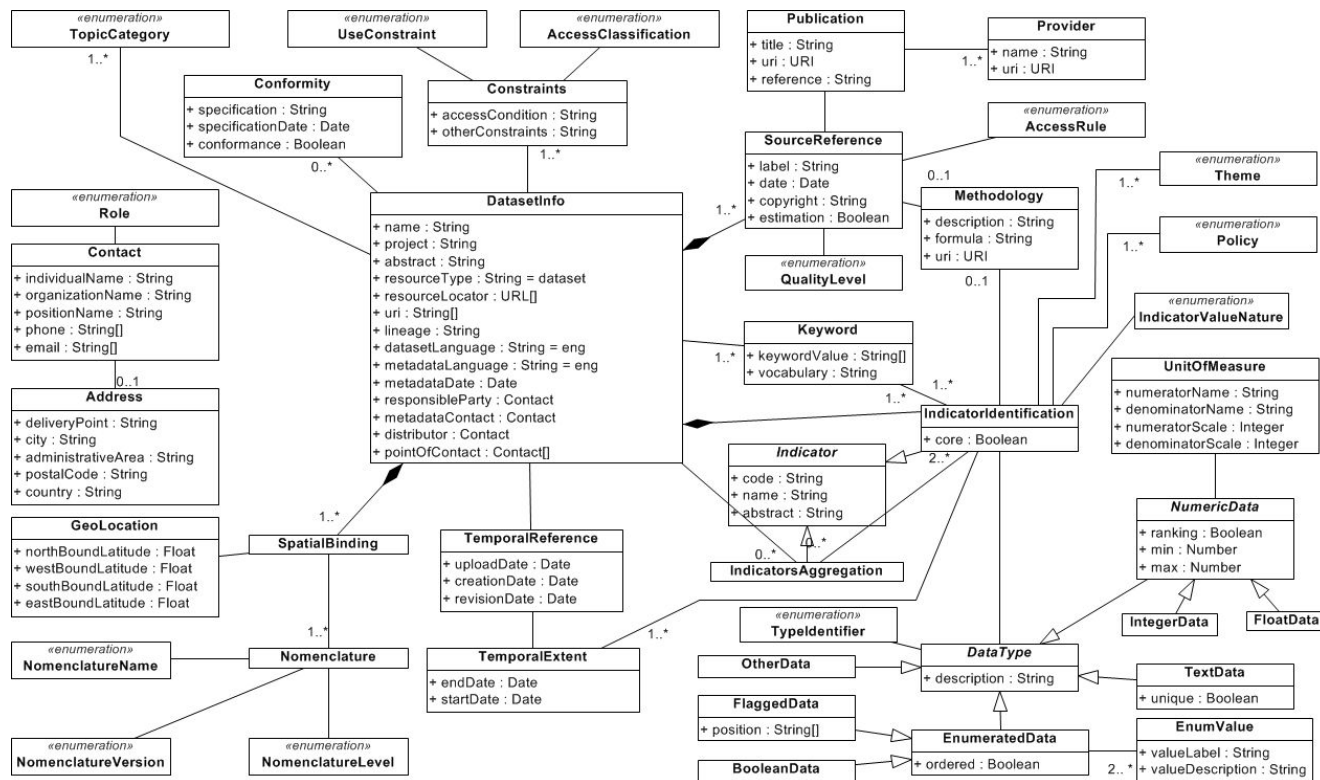 «enumeration»
TopicCategory
1..*
«enumeration»
UseConstraint
«enumeration»
AccessClassification
Publication
+ title : String
+ uri : URI
+ reference : String
1..*
Provider
+ name : String
+ uri : URI
Conformity
+ specification : String
+ specificationDate : Date
+ conformance : Boolean
0..*
Constraints
+ accessCondition : String
+ otherConstraints : String
1..*
«enumeration»
AccessRule
SourceReference
+ label : String
+ date : Date
+ copyright : String
+ estimation : Boolean
1..*
0..1
«enumeration»
Theme
1..*
«enumeration»
Role
Contact
+ individualName : String
+ organizationName : String
+ positionName : String
+ phone : String[]
+ email : String[]
0..1
DatasetInfo
+ name : String
+ project : String
+ abstract : String
+ resourceType : String = dataset
+ resourceLocator : URL[]
+ uri : String[]
+ lineage : String
+ datasetLanguage : String = eng
+ metadataLanguage : String = eng
+ metadataDate : Date
+ responsibleParty : Contact
+ metadataContact : Contact
+ distributor : Contact
+ pointOfContact : Contact[]
Methodology
+ description : String
+ formula : String
+ uri : URI
0..1
«enumeration»
Policy
1..*
«enumeration»
QualityLevel
«enumeration»
IndicatorValueNature
Keyword
+ keywordValue : String[]
+ vocabulary : String
1..*
1..*
1..*
UnitOfMeasure
+ numeratorName : String
+ denominatorName : String
+ numeratorScale : Integer
+ denominatorScale : Integer
Address
+ deliveryPoint : String
+ city : String
+ administrativeArea : String
+ postalCode : String
+ country : String
IndicatorIdentification
+ core : Boolean
2..*
Indicator
+ code : String
+ name : String
+ abstract : String
0..*
0..*
IndicatorsAggregation
NumericData
+ ranking : Boolean
+ min : Number
+ max : Number
GeoLocation
+ northBoundLatitude : Float
+ westBoundLatitude : Float
+ southBoundLatitude : Float
+ eastBoundLatitude : Float
1..*
SpatialBinding
1..*
TemporalReference
+ uploadDate : Date
+ creationDate : Date
+ revisionDate : Date
IntegerData
FloatData
«enumeration»
TypeIdentifier
1..*
«enumeration»
NomenclatureName
Nomenclature
TemporalExtent
+ endDate : Date
+ startDate : Date
OtherData
DataType
+ description : String
TextData
+ unique : Boolean
FlaggedData
+ position : String[]
«enumeration»
NomenclatureVersion
«enumeration»
NomenclatureLevel
BooleanData
EnumeratedData
+ ordered : Boolean
2..*
EnumValue
+ valueLabel : String
+ valueDescription : String